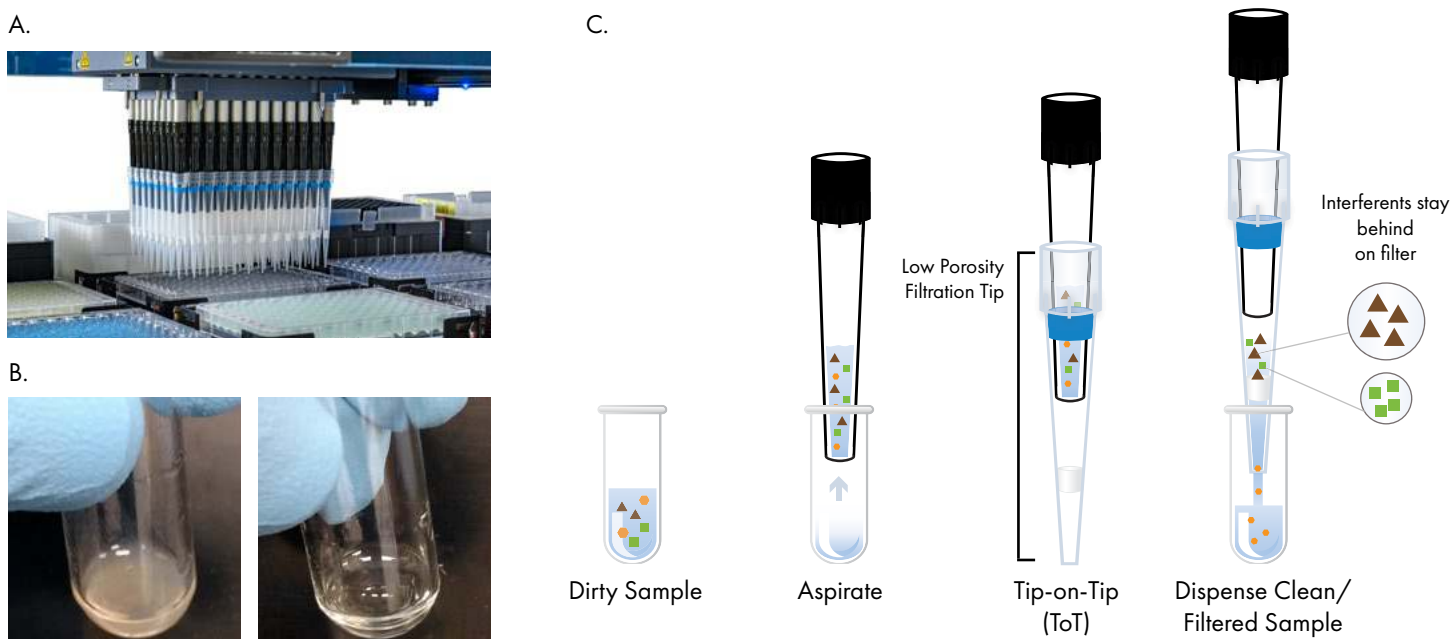 A.
B.
C.
Low Porosity
Filtration Tip
Interferents stay
behind
on filter
Dirty Sample
Aspirate
Tip-on-Tip
(ToT)
Dispense Clean/
Filtered Sample